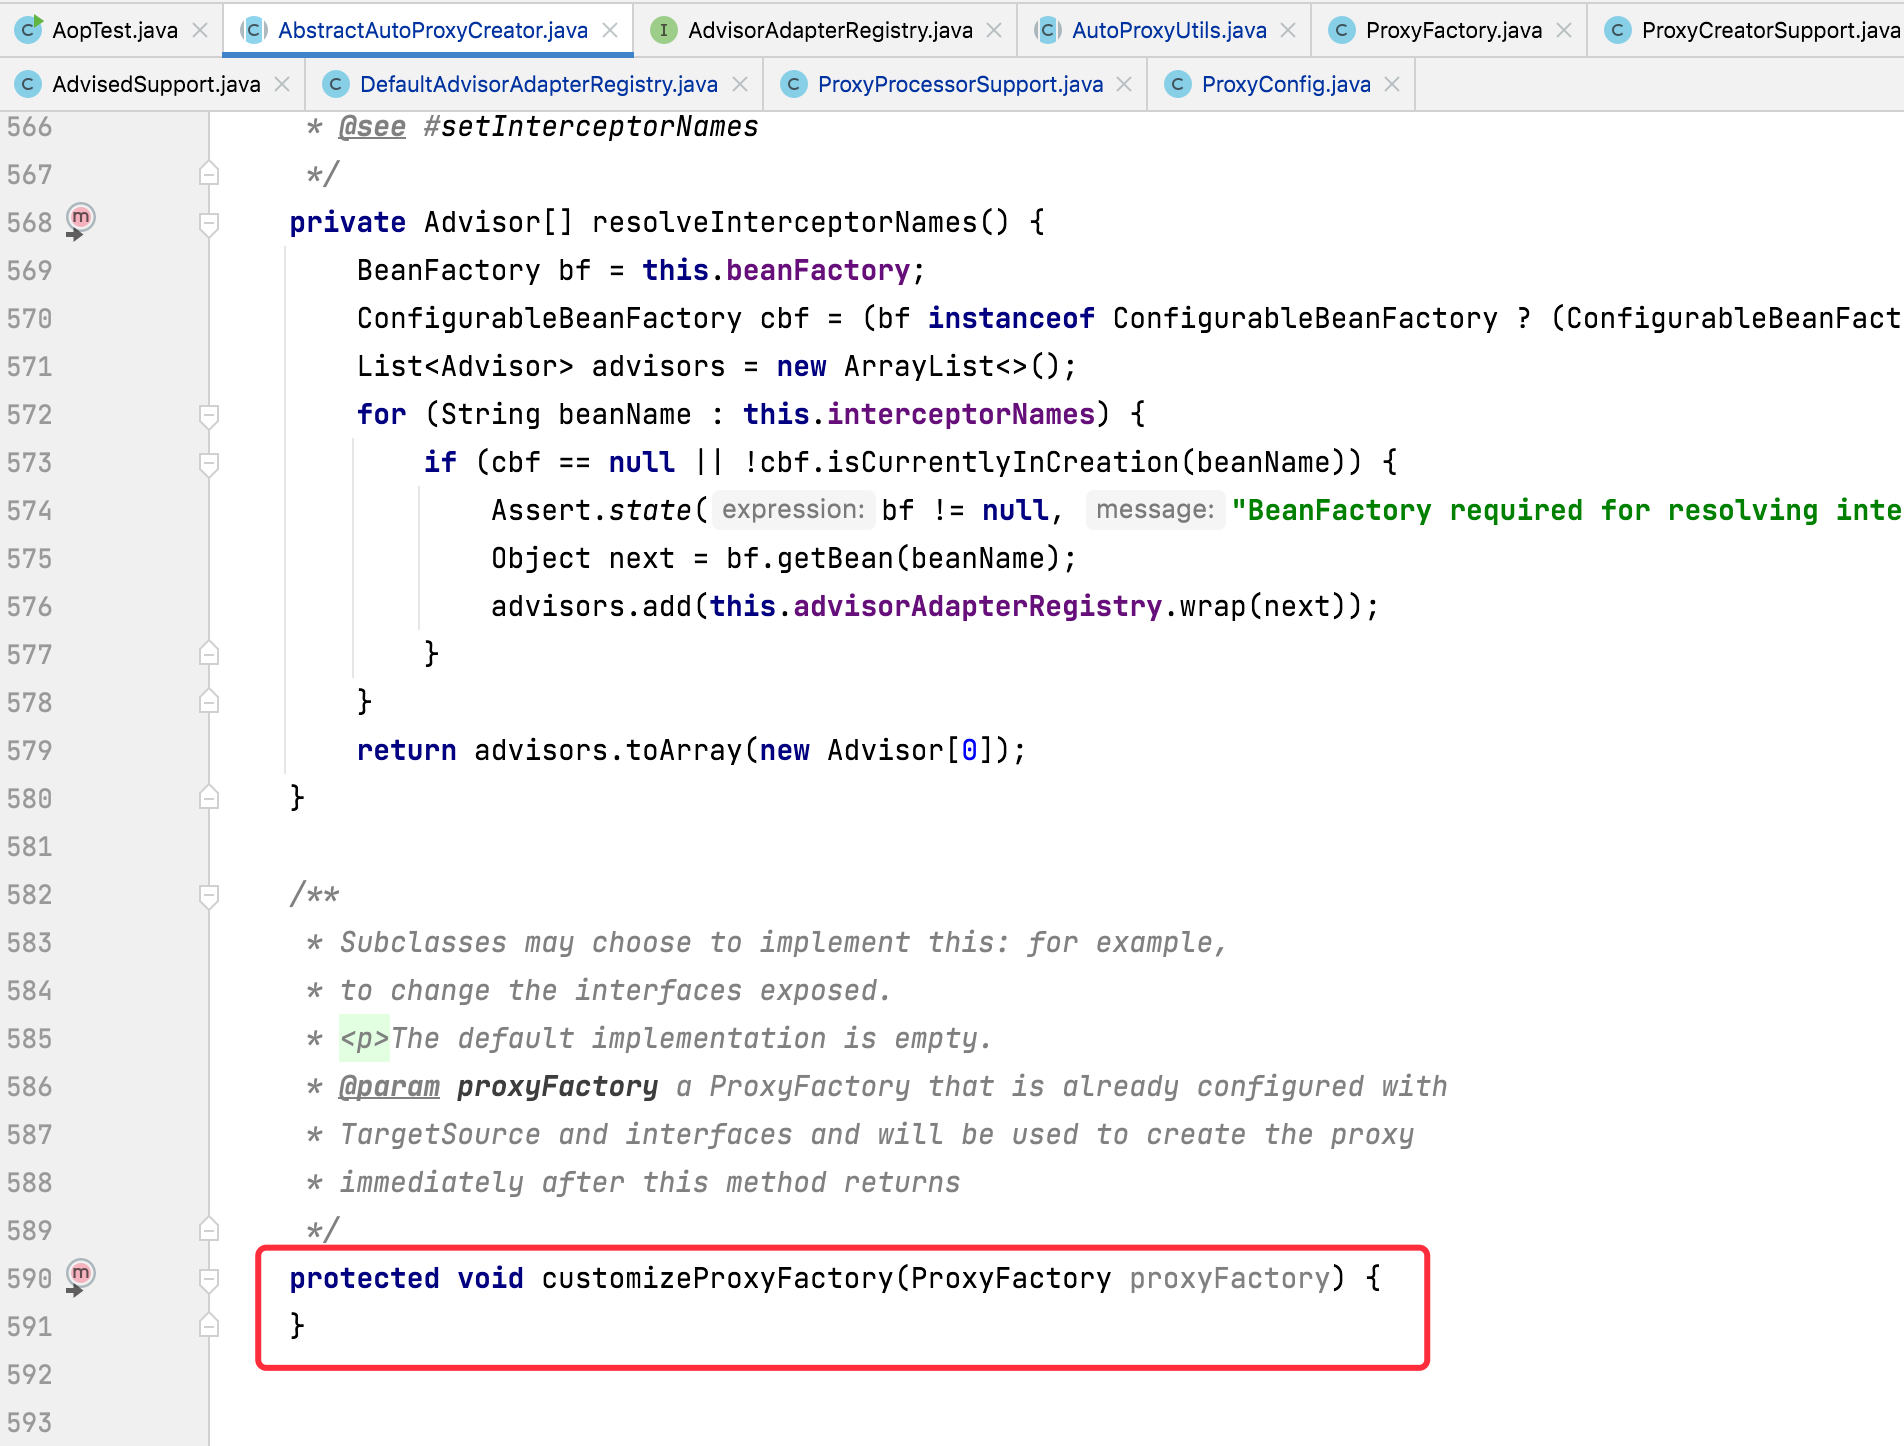 AopTest.java AbstractAutoProxyCreator.java AdvisorAdapterRegistry.java AutoProxyUtils.java ProxyFactory.java ProxyCreatorSupport.java
AdvisedSupport.java DefaultAdvisorAdapterRegistry.java ProxyProcessorSupport.java ProxyConfig.java
566 * @see #setInterceptorNames
567 */
568 private Advisor[] resolveInterceptorNames() {
569 BeanFactory bf = this.beanFactory;
570 ConfigurableBeanFactory cbf = (bf instanceof ConfigurableBeanFactory ? (ConfigurableBeanFact
571 List<Advisor> advisors = new ArrayList<>();
572 for (String beanName : this.interceptorNames) {
573 if (cbf == null || !cbf.isCurrentlyInCreation(beanName)) {
574 Assert.state( expression: bf != null, message: "BeanFactory required for resolving inte
575 Object next = bf.getBean(beanName);
576 advisors.add(this.advisorAdapterRegistry.wrap(next));
577 }
578 }
579 return advisors.toArray(new Advisor[0]);
580 }
581
582 /**
583 * Subclasses may choose to implement this: for example,
584 * to change the interfaces exposed.
585 * <p>The default implementation is empty.
586 * @param proxyFactory a ProxyFactory that is already configured with
587 * TargetSource and interfaces and will be used to create the proxy
588 * immediately after this method returns
589 */
590 protected void customizeProxyFactory(ProxyFactory proxyFactory) {
591 }
592
593